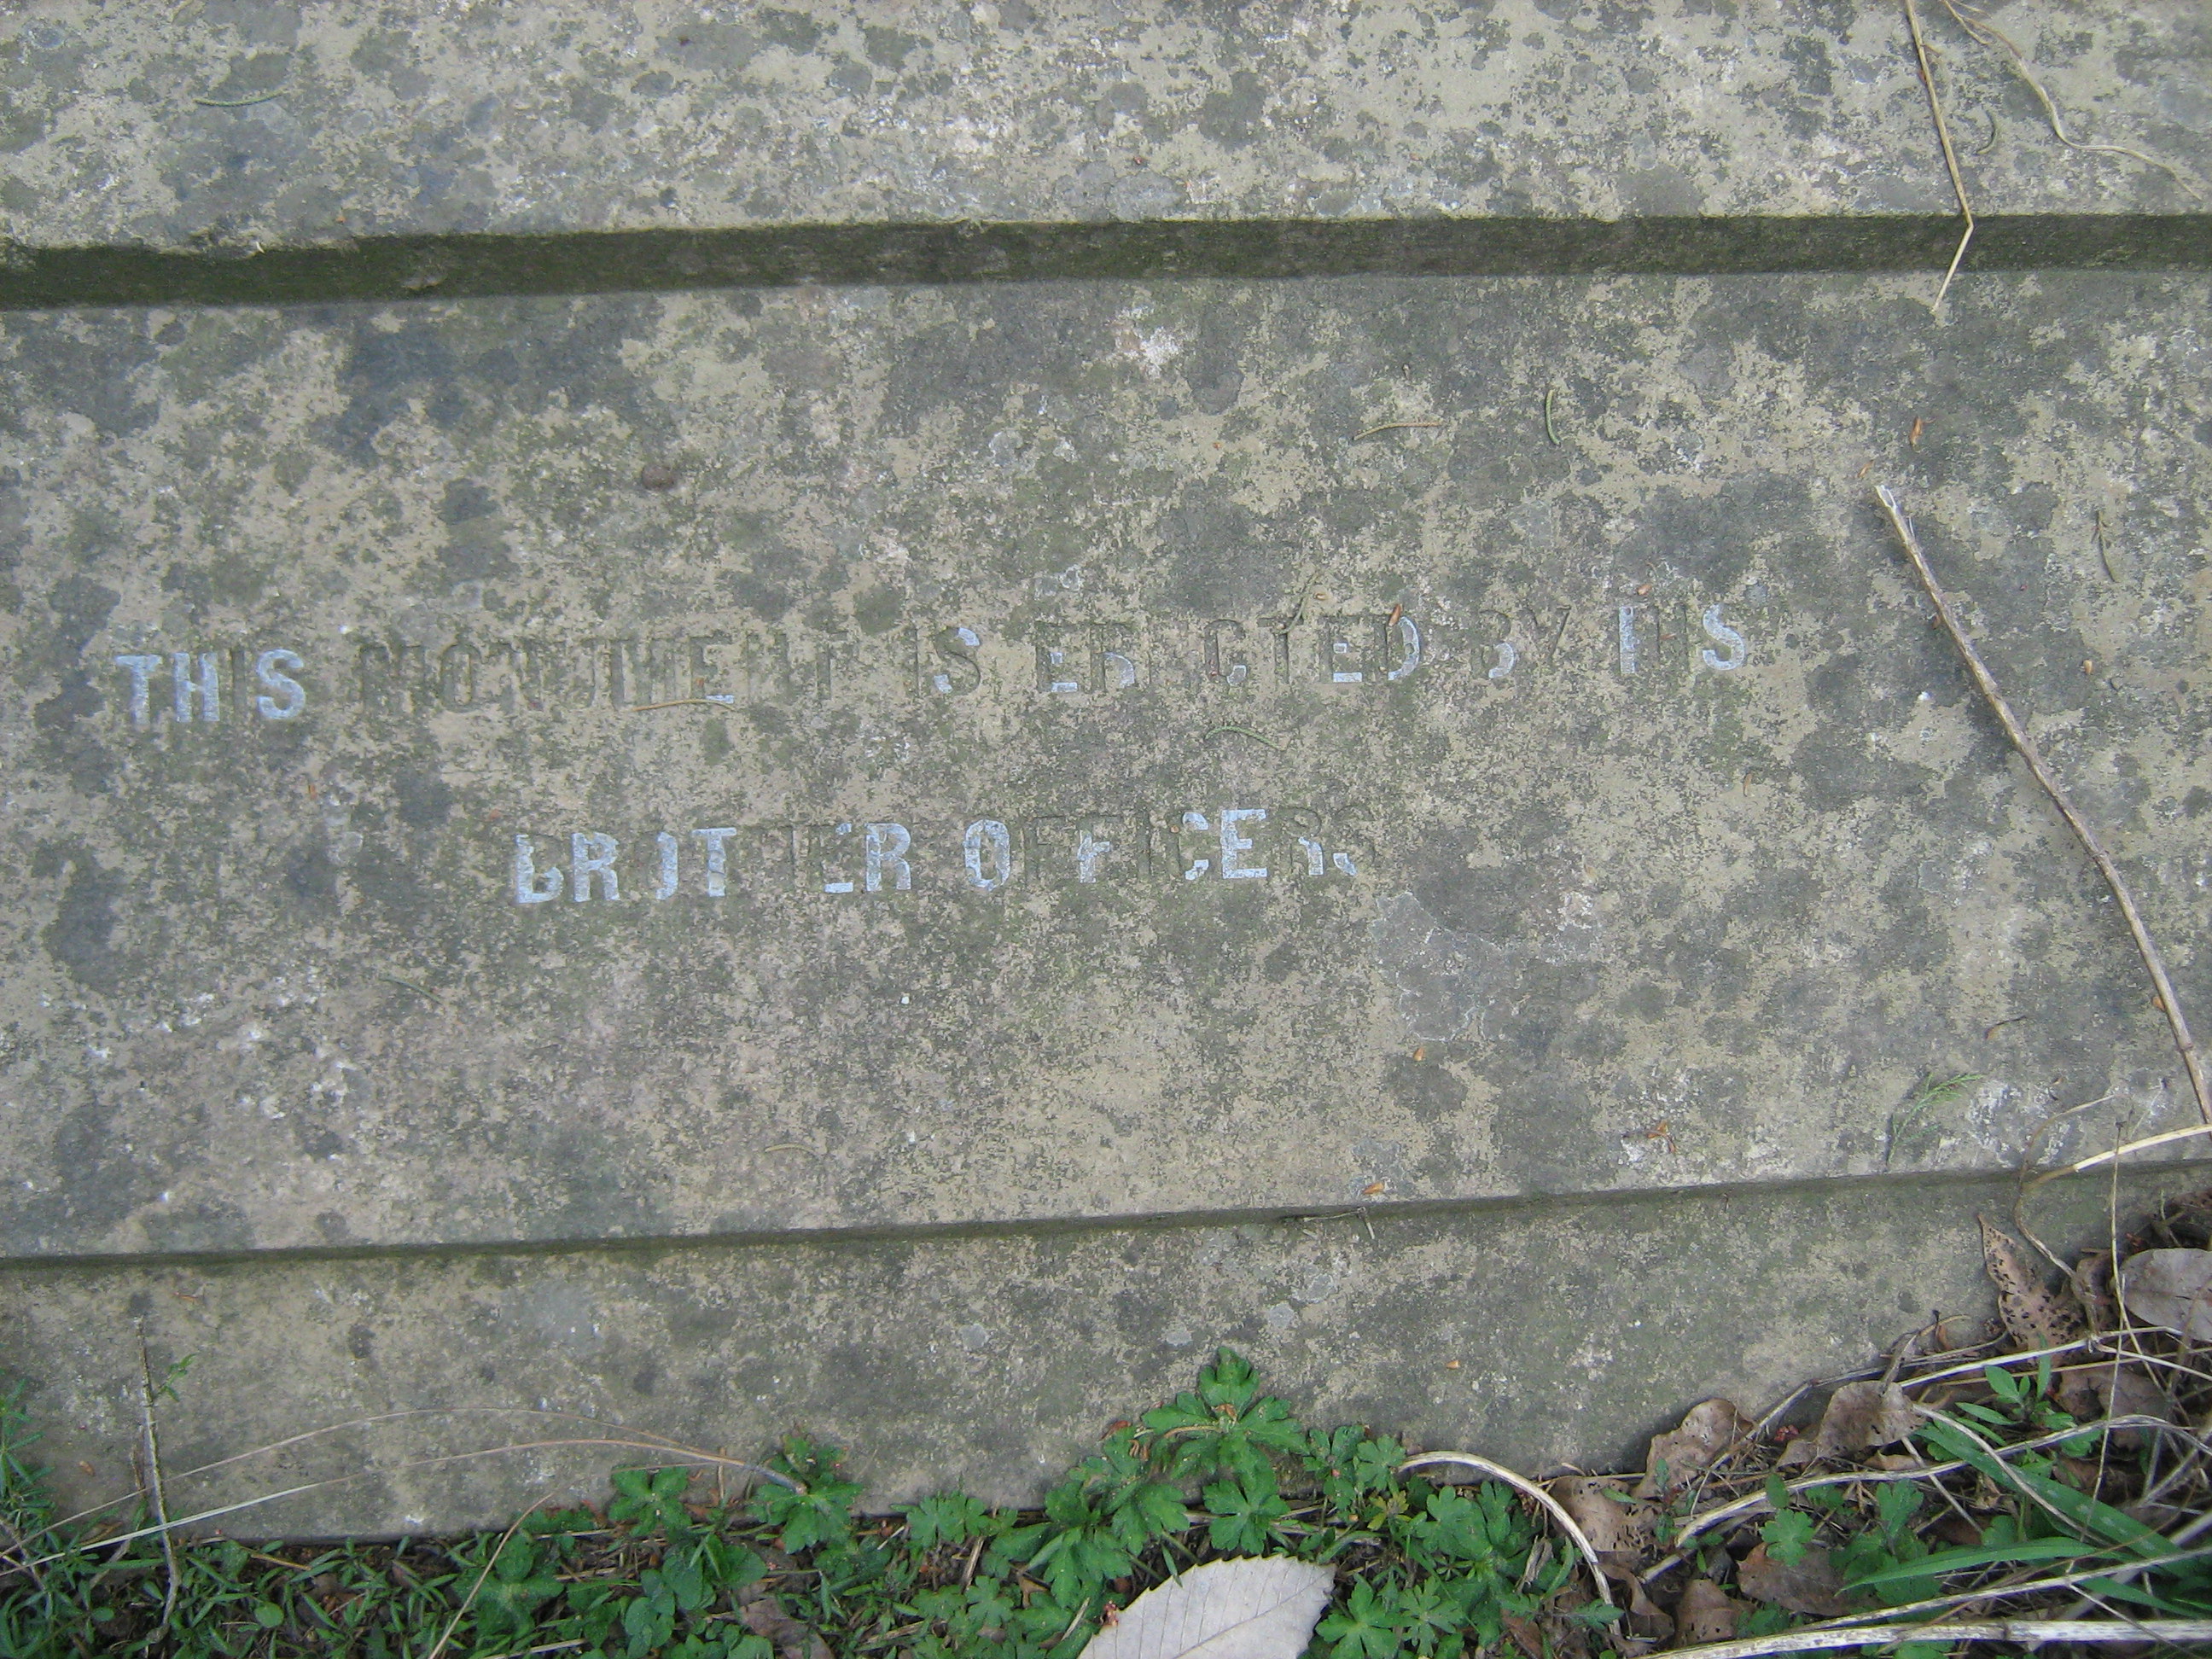 THIS MONUMENT IS ERECTED BY HIS
BROTHER OFFICERS